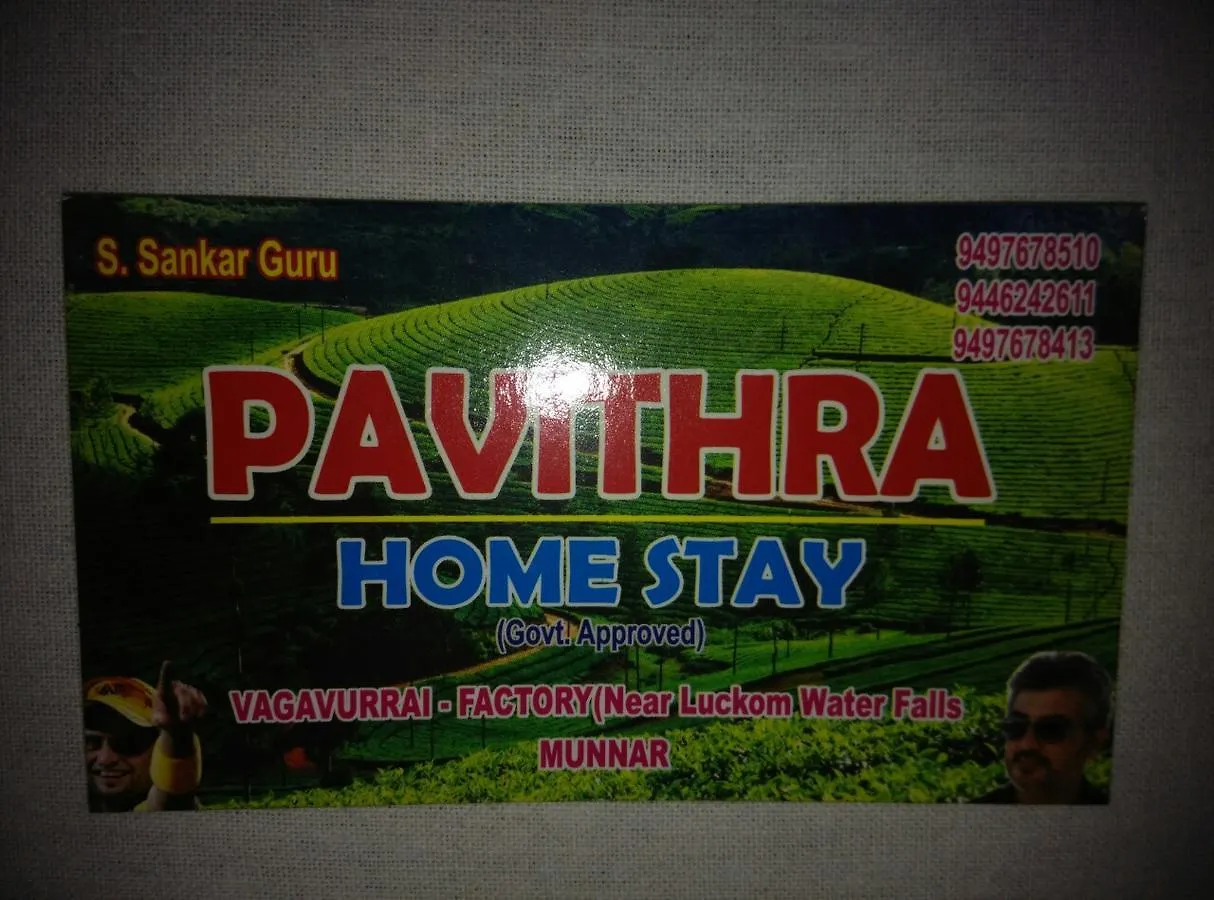 S. Sankar Guru
9497678510
9446242611
9497678413
PAVITHRA
HOME STAY
(Govt. Approved)
VAGAVURRAI - FACTORY(Near Luckom Water Falls
MUNNAR